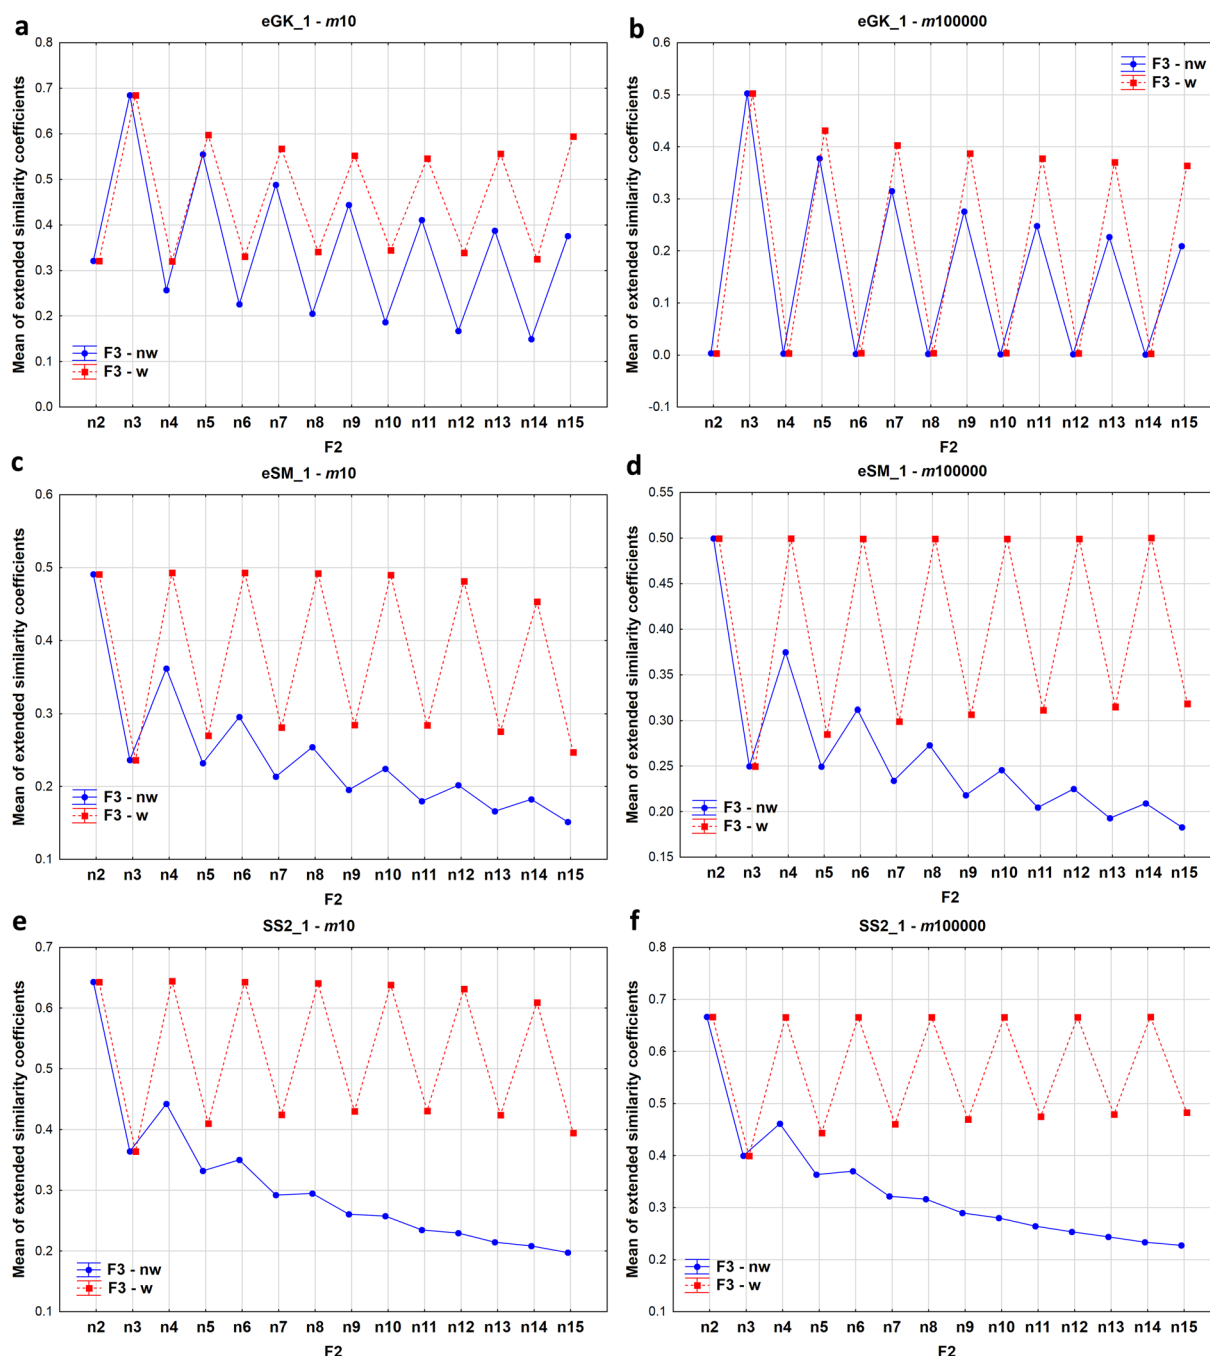 a
eGK_1 - m10
Mean of extended similarity coefficients
0.8
0.7
0.6
0.5
0.4
0.3
0.2
0.1
0.0
F3 - nw
F3 - w
n2 n3 n4 n5 n6 n7 n8 n9 n10 n11 n12 n13 n14 n15
F2
b
eGK_1 - m100000
Mean of extended similarity coefficients
0.6
0.5
0.4
0.3
0.2
0.1
0.0
-0.1
F3 - nw
F3 - w
n2 n3 n4 n5 n6 n7 n8 n9 n10 n11 n12 n13 n14 n15
F2
c
eSM_1 - m10
Mean of extended similarity coefficients
0.6
0.5
0.4
0.3
0.2
0.1
F3 - nw
F3 - w
n2 n3 n4 n5 n6 n7 n8 n9 n10 n11 n12 n13 n14 n15
F2
d
eSM_1 - m100000
Mean of extended similarity coefficients
0.55
0.50
0.45
0.40
0.35
0.30
0.25
0.20
0.15
F3 - nw
F3 - w
n2 n3 n4 n5 n6 n7 n8 n9 n10 n11 n12 n13 n14 n15
F2
e
SS2_1 - m10
Mean of extended similarity coefficients
0.7
0.6
0.5
0.4
0.3
0.2
0.1
F3 - nw
F3 - w
n2 n3 n4 n5 n6 n7 n8 n9 n10 n11 n12 n13 n14 n15
F2
f
SS2_1 - m100000
Mean of extended similarity coefficients
0.8
0.7
0.6
0.5
0.4
0.3
0.2
0.1
F3 - nw
F3 - w
n2 n3 n4 n5 n6 n7 n8 n9 n10 n11 n12 n13 n14 n15
F2